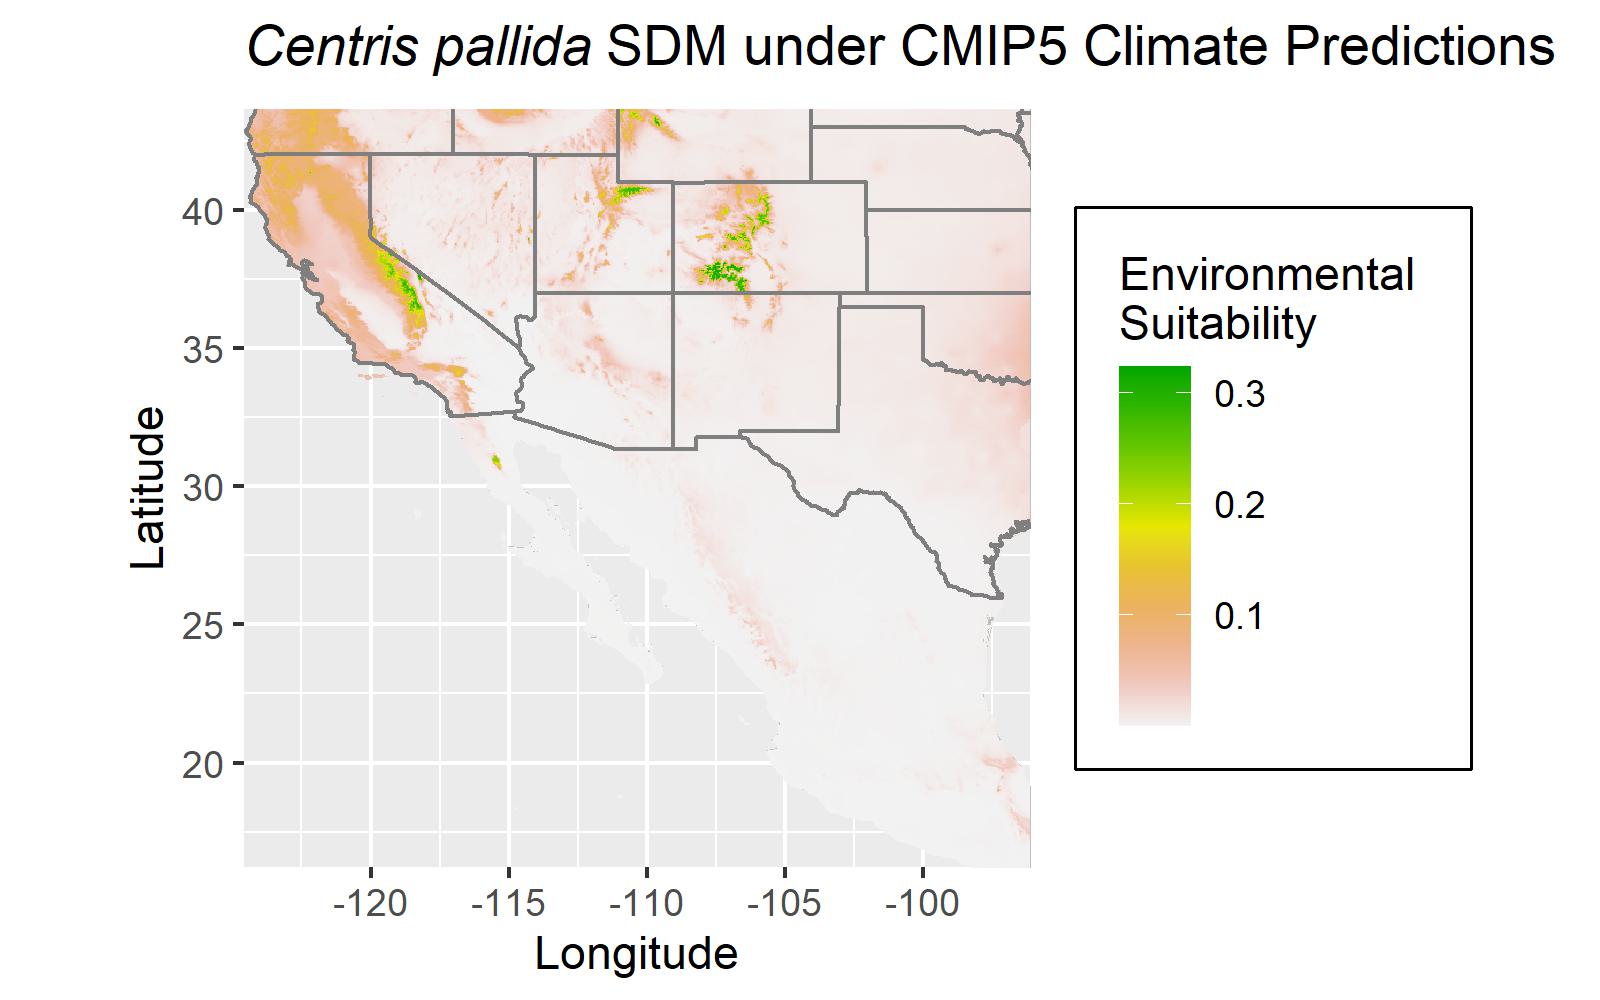 Centris pallida SDM under CMIP5 Climate Predictions
40
35
30
25
20
Latitude
-120 -115 -110 -105 -100
Longitude
Environmental
Suitability
0.3
0.2
0.1